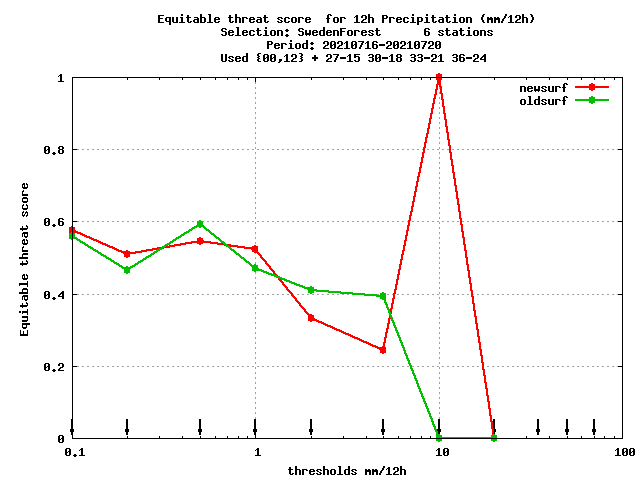 Equitable threat score  for 12h Precipitation (mm/12h)
Selection: SwedenForest      6 stations
Period: 20210716-20210720
Used {00,12} + 27-15 30-18 33-21 36-24
newsurf
oldsurf
1
0.8
0.6
0.4
0.2
0
Equitable threat score
0.1
1
10
100
thresholds mm/12h